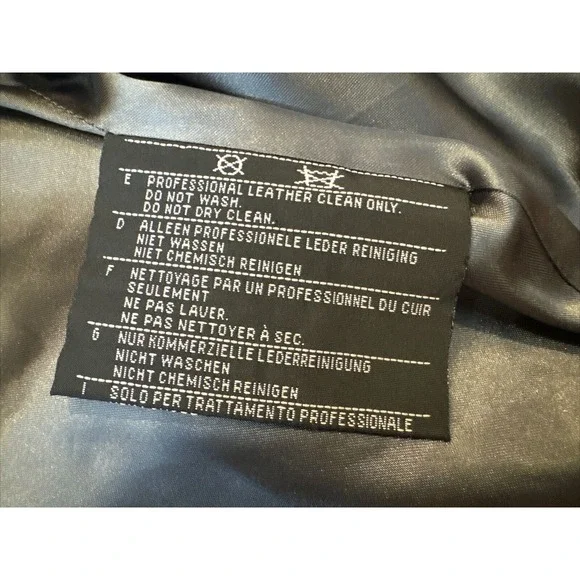 E PROFESSIONAL LEATHER CLEAN ONLY.
DO NOT WASH.
DO NOT DRY CLEAN.
D ALLEEN PROFESSIONELE LEDER REINIGING
NIET WASSEN
NIET CHEMISCH REINIGEN
F NETTOYAGE PAR UN PROFESSIONNEL DU CUIR
SEULEMENT
NE PAS LAVER.
NE PAS NETTOYER À SEC.
G NUR KOMMERZIELLE LEDERREINIGUNG
NICHT WASCHEN
NICHT CHEMISCH REINIGEN
I SOLO PER TRATTAMENTO PROFESSIONALE